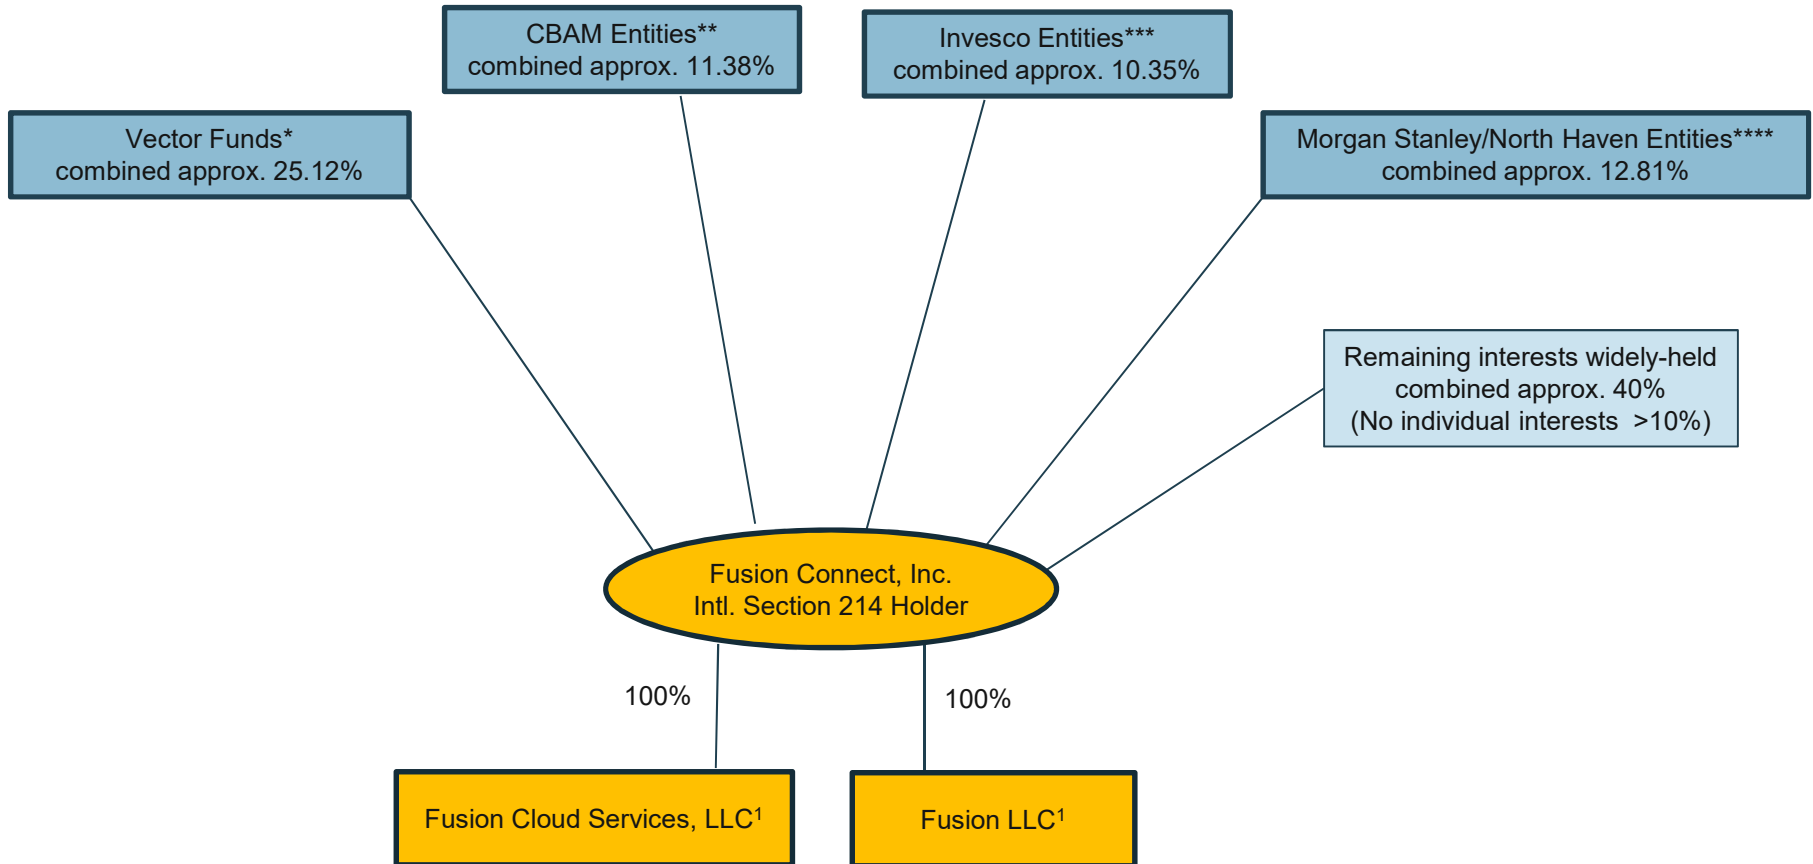 CBAM Entities**
combined approx. 11.38%
Invesco Entities***
combined approx. 10.35%
Vector Funds*
combined approx. 25.12%
Morgan Stanley/North Haven Entities****
combined approx. 12.81%
Remaining interests widely-held
combined approx. 40%
(No individual interests >10%)
Fusion Connect, Inc.
Intl. Section 214 Holder
100%
100%
Fusion Cloud Services, LLC¹
Fusion LLC¹